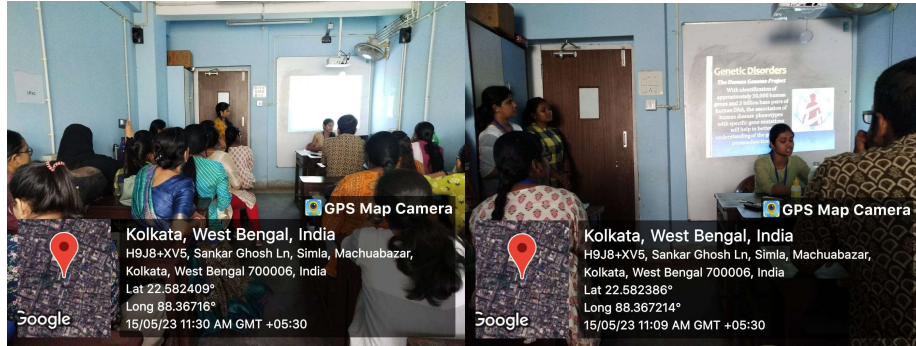 GPS Map Camera
Kolkata, West Bengal, India
H9J8+XV5, Sankar Ghosh Ln, Simla, Machuabazar,
Kolkata, West Bengal 700006, India
Lat 22.582409°
Long 88.36716°
15/05/23 11:30 AM GMT +05:30
Google
Genetic Disorders
The Human Genome Project
With identification of
approximately 30,000 human
genes and 3 billion base pairs of
human DNA, the association of
human disease phenotypes
with specific gene mutations
will help in better
understanding of the
GPS Map Camera
Kolkata, West Bengal, India
H9J8+XV5, Sankar Ghosh Ln, Simla, Machuabazar,
Kolkata, West Bengal 700006, India
Lat 22.582386°
Long 88.367214°
15/05/23 11:09 AM GMT +05:30
Google